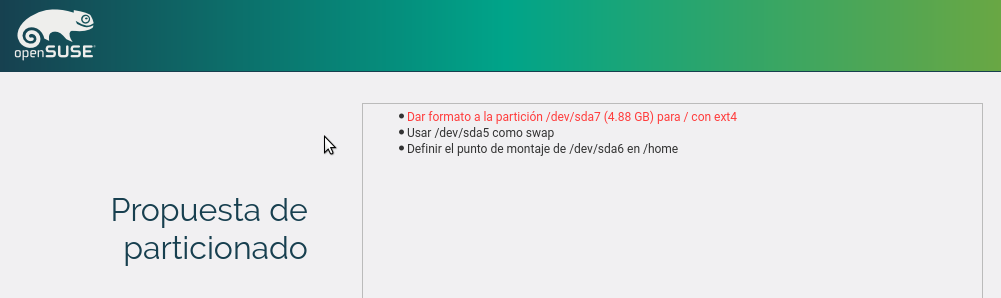 openSUSE
Dar formato a la partición /dev/sda7 (4.88 GB) para / con ext4
Usar /dev/sda5 como swap
Definir el punto de montaje de /dev/sda6 en /home
Propuesta de
particionado